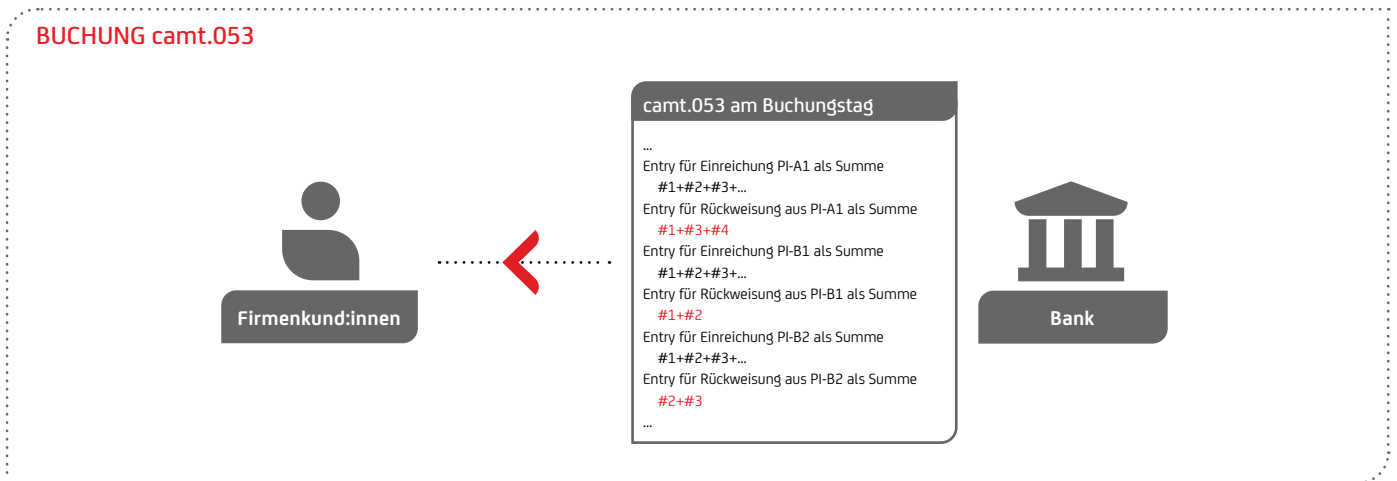 BUCHUNG camt.053
camt.053 am Buchungstag
...
Entry für Einreichung PI-A1 als Summe
#1+#2+#3+...
Entry für Rückweisung aus PI-A1 als Summe
#1+#3+#4
Entry für Einreichung PI-B1 als Summe
#1+#2+#3+...
Entry für Rückweisung aus PI-B1 als Summe
#1+#2
Entry für Einreichung PI-B2 als Summe
#1+#2+#3+...
Entry für Rückweisung aus PI-B2 als Summe
#2+#3
...
Firmenkund:innen
Bank